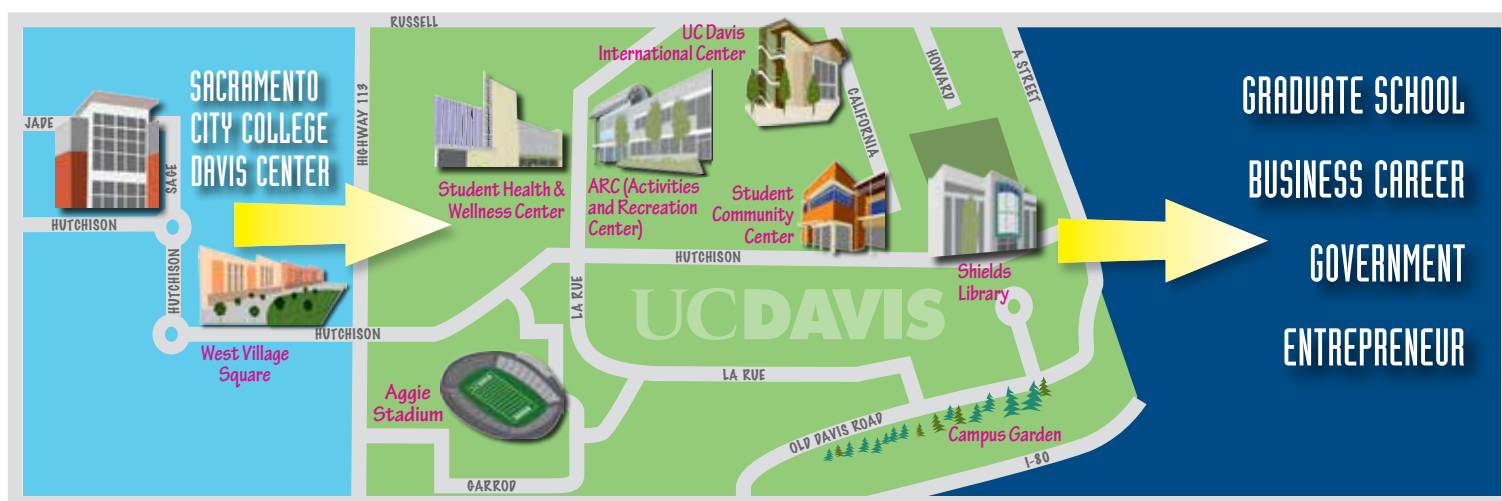 RUSSELL
JADE
SAGE
HUTCHISON
HUTCHISON
SACRAMENTO
CITY COLLEGE
DAVIS CENTER
West Village
Square
HUTCHISON
HIGHWAY 113
Student Health &
Wellness Center
ARC (Activities
and Recreation
Center)
UC Davis
International Center
Student
Community
Center
CALIFORNIA
HOWARD
A STREET
HUTCHISON
Shields
Library
LA RUE
UCDAVIS
LA RUE
Aggie
Stadium
GARROD
OLD DAVIS ROAD
Campus Garden
I-80
GRADUATE SCHOOL
BUSINESS CAREER
GOVERNMENT
ENTREPRENEUR